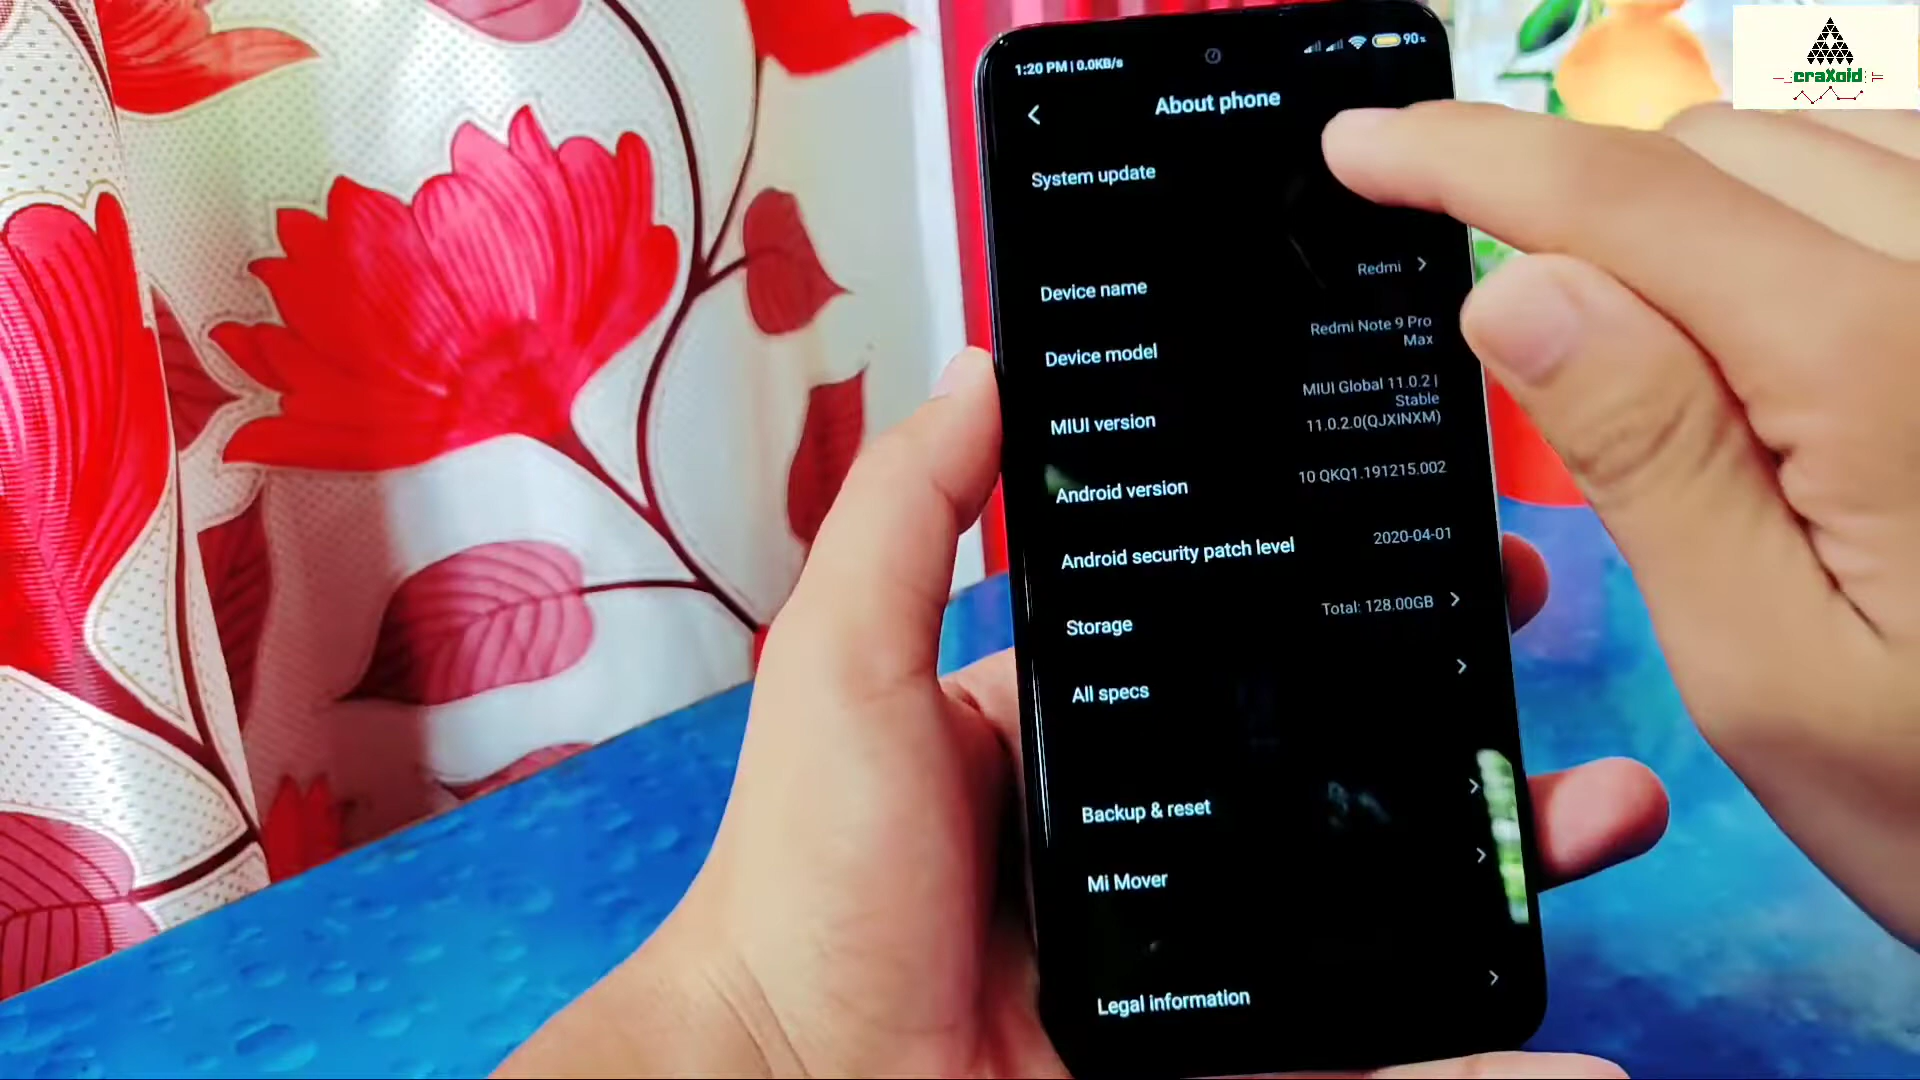 craXoid
1:20 PM | 0.0KB/s
90%
About phone
System update
Device name
Redmi
Device model
Redmi Note 9 Pro
Max
MIUI version
MIUI Global 11.0.2 |
Stable
11.0.2.0(QJXINXM)
Android version
10 QKQ1.191215.002
Android security patch level
2020-04-01
Storage
Total: 128.00GB
All specs
Backup & reset
Mi Mover
Legal information